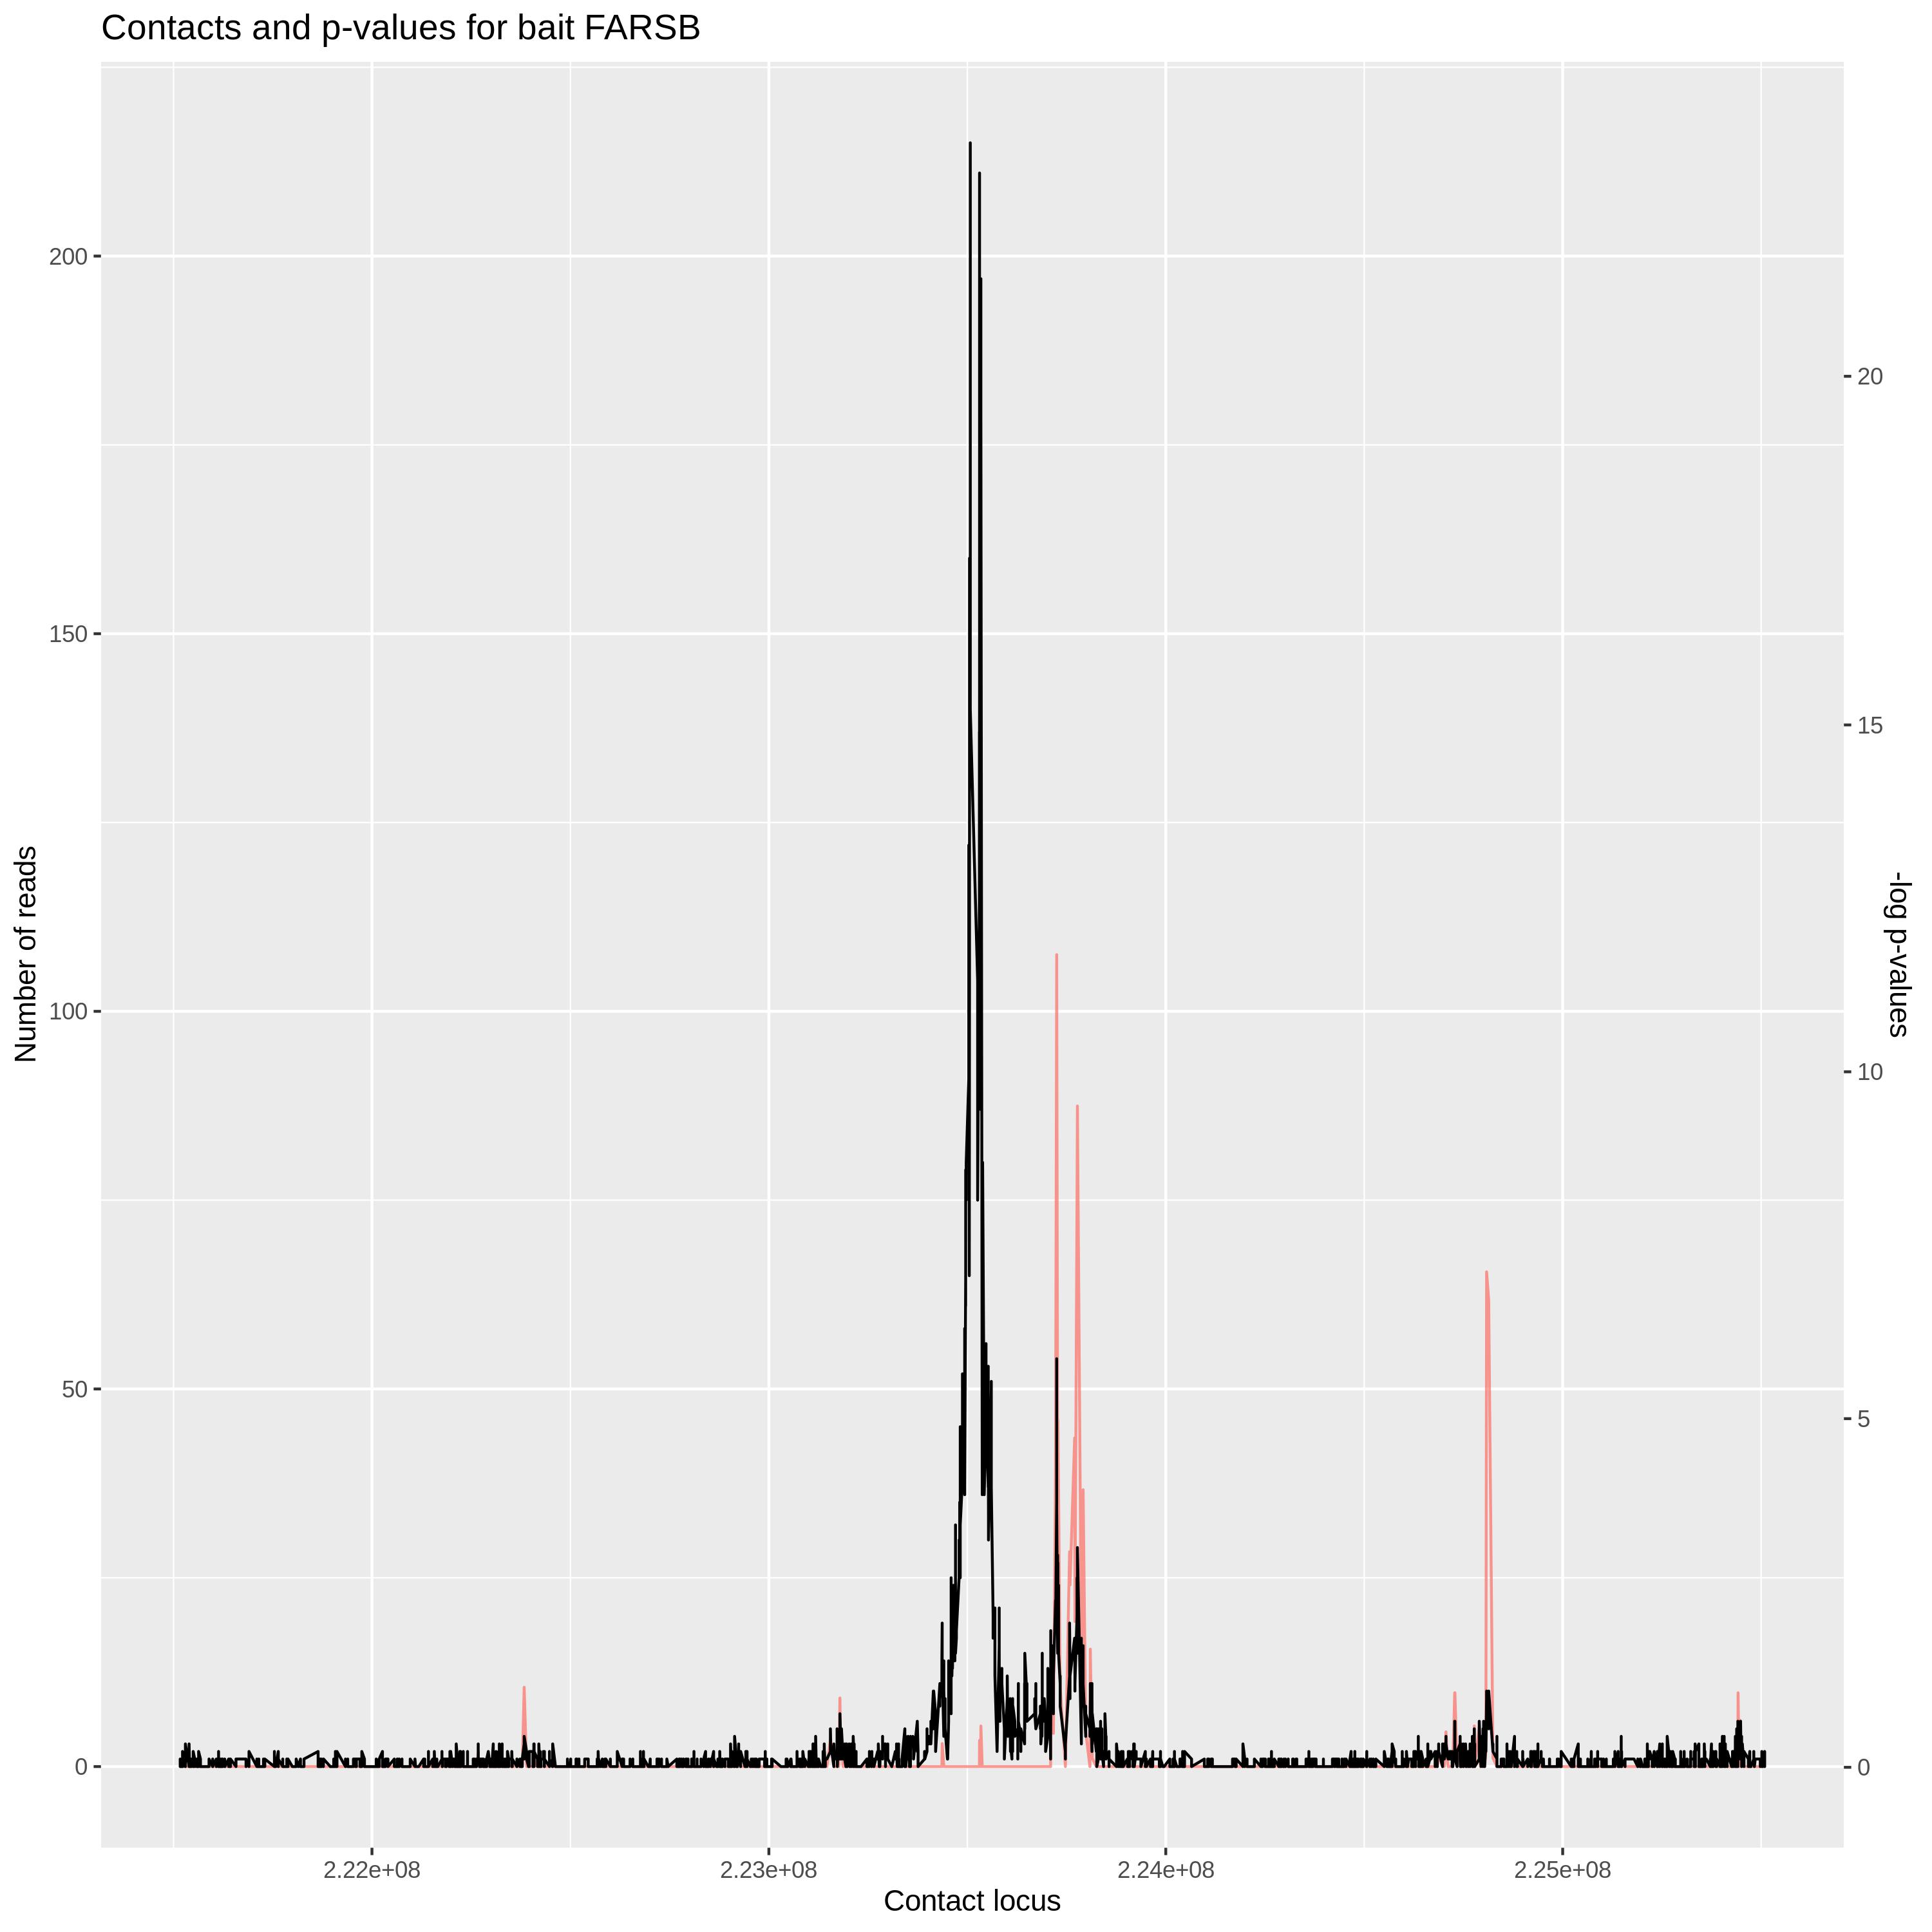 Contacts and p-values for bait FARSB
Number of reads
200
150
100
50
0
20
15
10
5
0
-log p-values
2.22e+08 2.23e+08 2.24e+08 2.25e+08
Contact locus